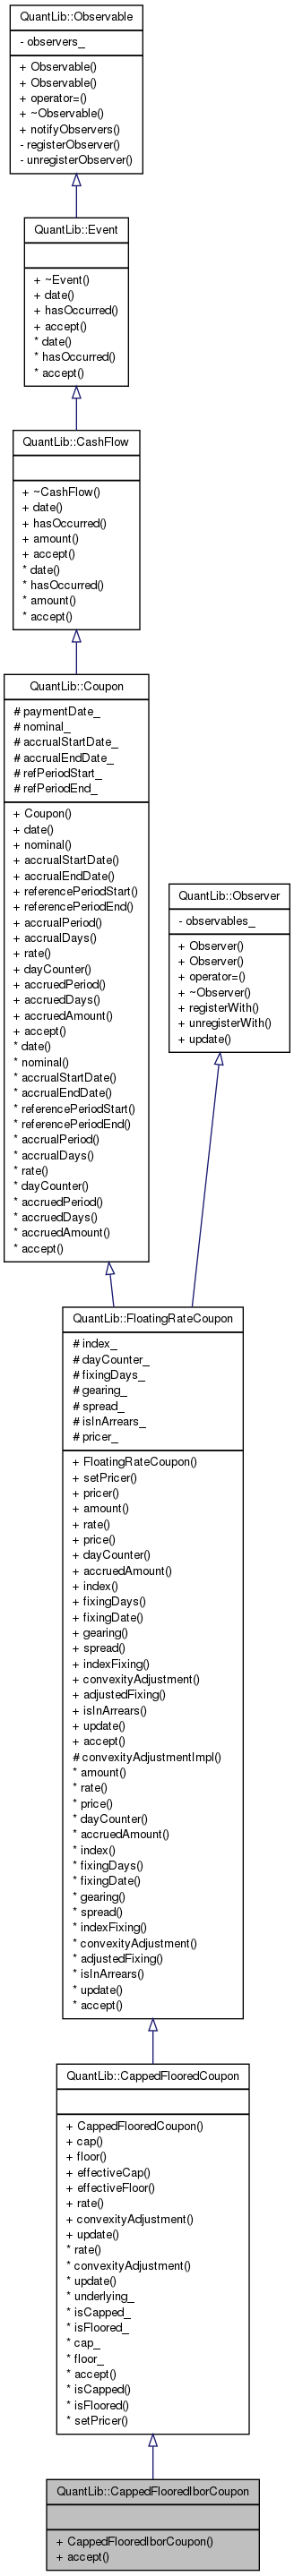 QuantLib::Observable
- observers_
+ Observable()
+ Observable()
+ operator=()
+ ~Observable()
+ notifyObservers()
- registerObserver()
- unregisterObserver()
QuantLib::Event
+ ~Event()
+ date()
+ hasOccurred()
+ accept()
* date()
* hasOccurred()
* accept()
QuantLib::CashFlow
+ ~CashFlow()
+ date()
+ hasOccurred()
+ amount()
+ accept()
* date()
* hasOccurred()
* amount()
* accept()
QuantLib::Coupon
# paymentDate_
# nominal_
# accrualStartDate_
# accrualEndDate_
# refPeriodStart_
# refPeriodEnd_
+ Coupon()
+ date()
+ nominal()
+ accrualStartDate()
+ accrualEndDate()
+ referencePeriodStart()
+ referencePeriodEnd()
+ accrualPeriod()
+ accrualDays()
+ rate()
+ dayCounter()
+ accruedPeriod()
+ accruedDays()
+ accruedAmount()
+ accept()
* date()
* nominal()
* accrualStartDate()
* accrualEndDate()
* referencePeriodStart()
* referencePeriodEnd()
* accrualPeriod()
* accrualDays()
* rate()
* dayCounter()
* accruedPeriod()
* accruedDays()
* accruedAmount()
* accept()
QuantLib::Observer
- observables_
+ Observer()
+ Observer()
+ operator=()
+ ~Observer()
+ registerWith()
+ unregisterWith()
+ update()
QuantLib::FloatingRateCoupon
# index_
# dayCounter_
# fixingDays_
# gearing_
# spread_
# isInArrears_
# pricer_
+ FloatingRateCoupon()
+ setPricer()
+ pricer()
+ amount()
+ rate()
+ price()
+ dayCounter()
+ accruedAmount()
+ index()
+ fixingDays()
+ fixingDate()
+ gearing()
+ spread()
+ indexFixing()
+ convexityAdjustment()
+ adjustedFixing()
+ isInArrears()
+ update()
+ accept()
# convexityAdjustmentImpl()
* amount()
* rate()
* price()
* dayCounter()
* accruedAmount()
* index()
* fixingDays()
* fixingDate()
* gearing()
* spread()
* indexFixing()
* convexityAdjustment()
* adjustedFixing()
* isInArrears()
* update()
* accept()
QuantLib::CappedFlooredCoupon
+ CappedFlooredCoupon()
+ cap()
+ floor()
+ effectiveCap()
+ effectiveFloor()
+ rate()
+ convexityAdjustment()
+ update()
* rate()
* convexityAdjustment()
* update()
* underlying_
* isCapped_
* isFloored_
* cap_
* floor_
* accept()
* isCapped()
* isFloored()
* setPricer()
QuantLib::CappedFlooredIborCoupon
+ CappedFlooredIborCoupon()
+ accept()